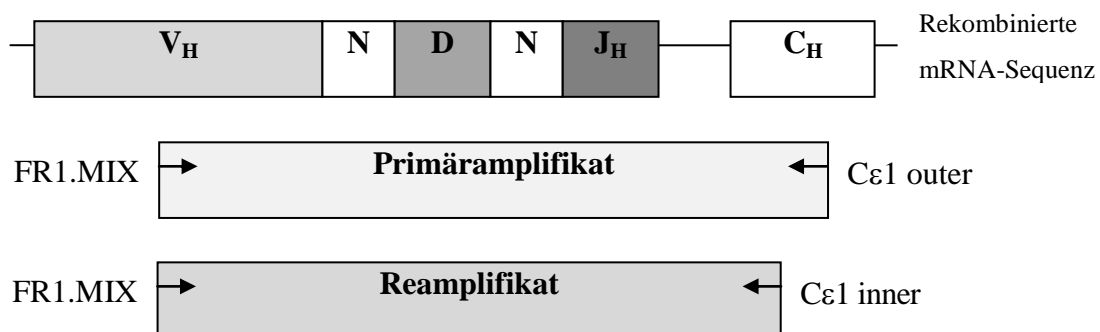 V_H N D N J_H C_H Rekombinierte
mRNA-Sequenz
FR1.MIX Primäramplifikat Cε1 outer
FR1.MIX Reamplifikat Cε1 inner